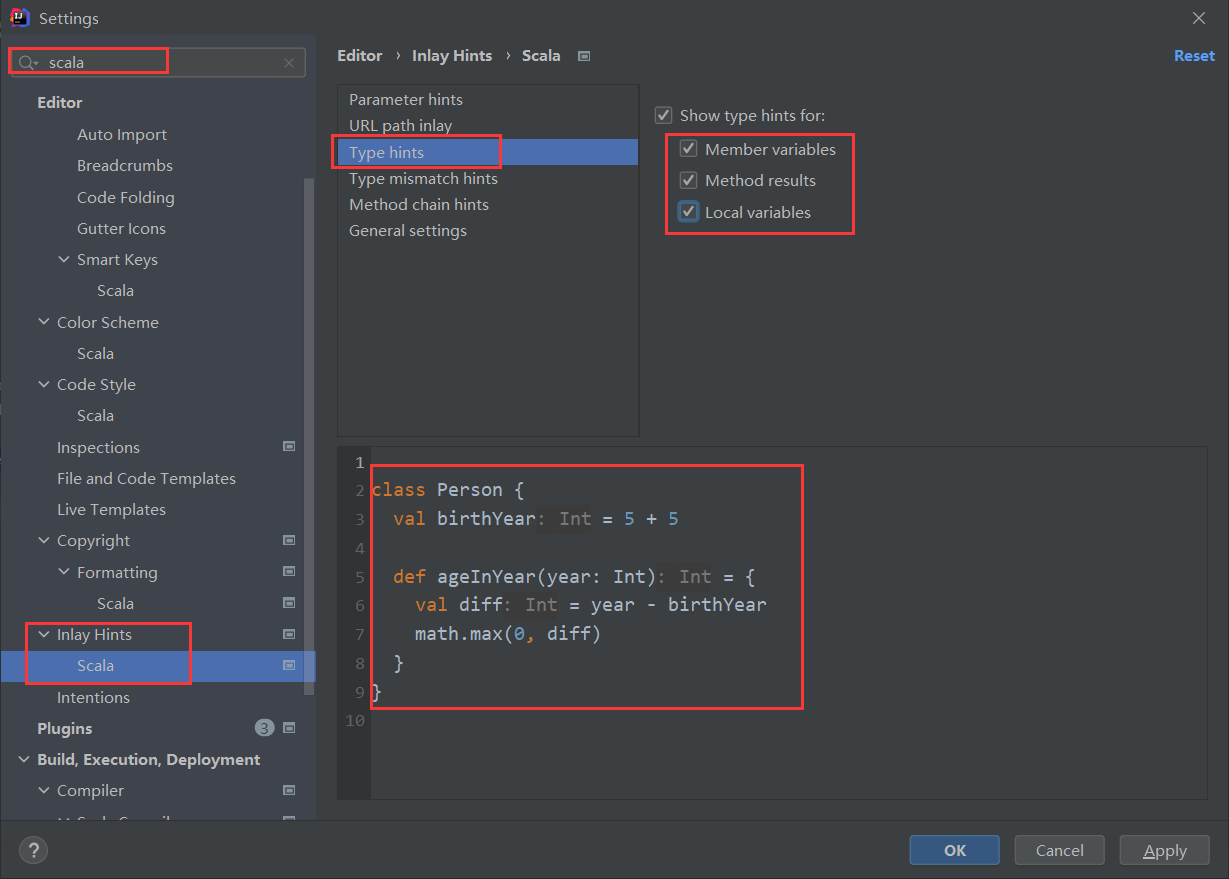 Settings
scala
Editor
Auto Import
Breadcrumbs
Code Folding
Gutter Icons
Smart Keys
Scala
Color Scheme
Scala
Code Style
Scala
Inspections
File and Code Templates
Live Templates
Copyright
Formatting
Scala
Inlay Hints
Scala
Intentions
Plugins 3
Build, Execution, Deployment
Compiler
Editor › Inlay Hints › Scala
Reset
Parameter hints
URL path inlay
Type hints
Type mismatch hints
Method chain hints
General settings
Show type hints for:
Member variables
Method results
Local variables
1
2 class Person {
3 val birthYear: Int = 5 + 5
4
5 def ageInYear(year: Int): Int = {
6 val diff: Int = year - birthYear
7 math.max(0, diff)
8 }
9 }
10
?
OK
Cancel
Apply